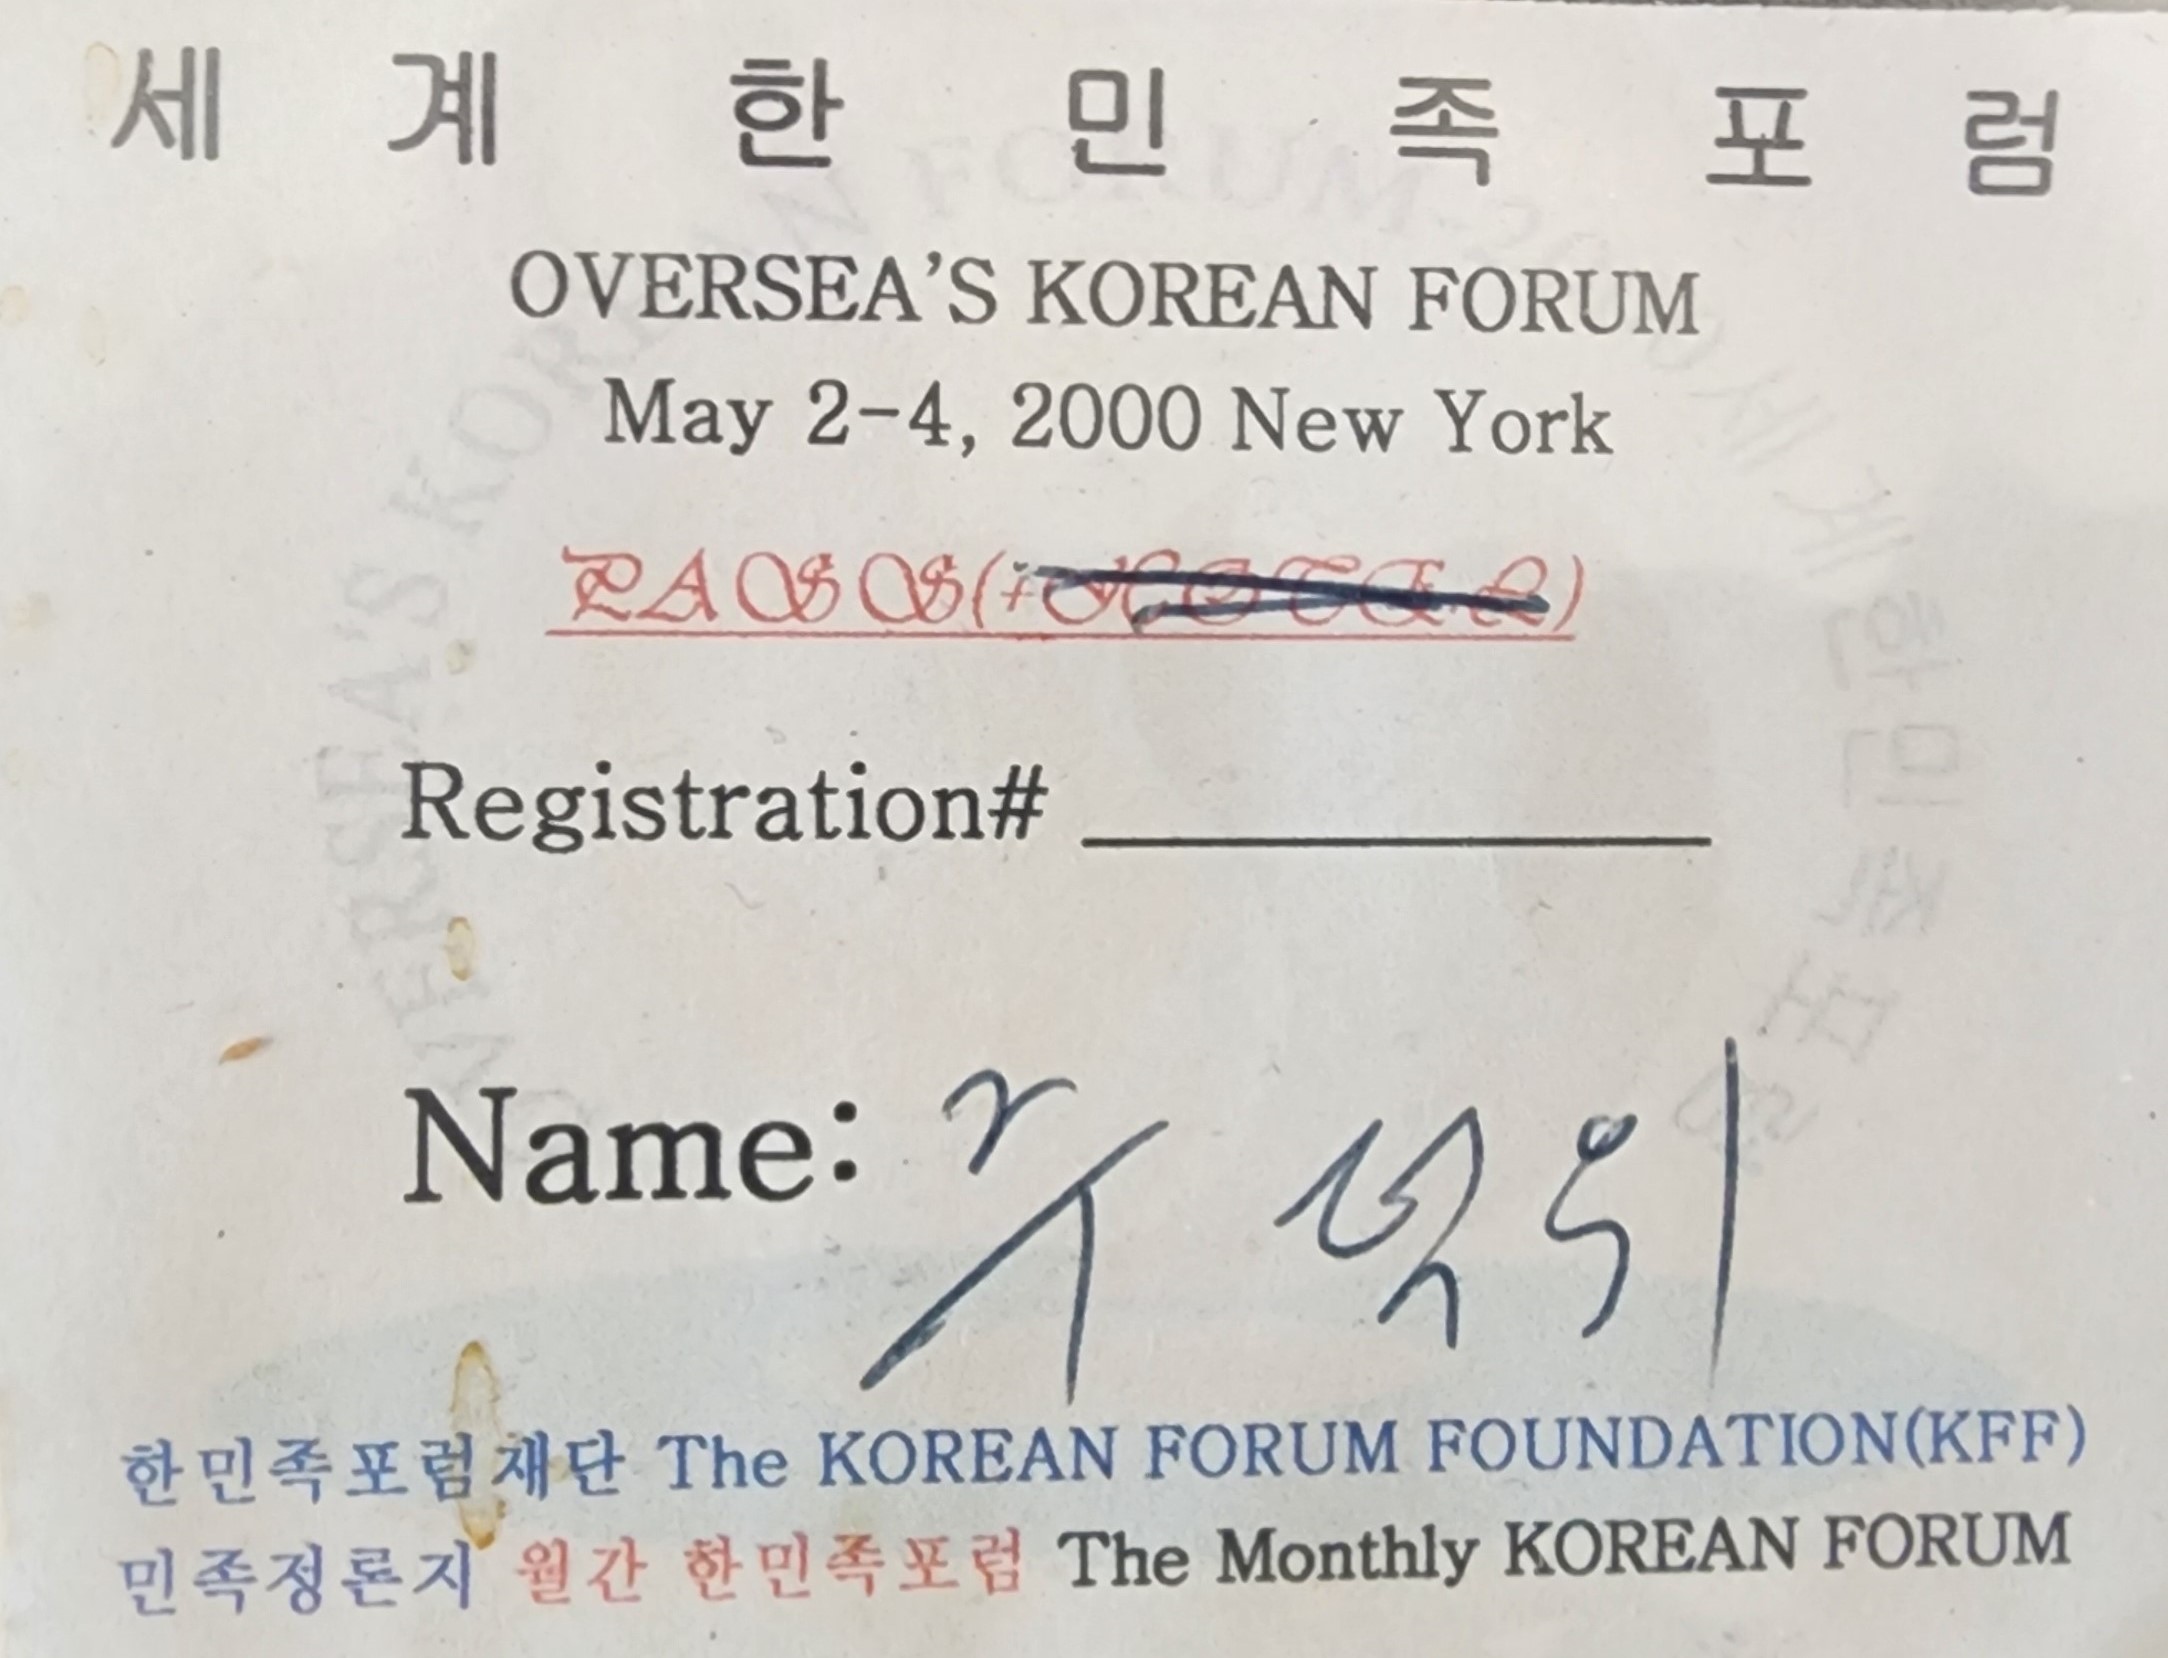 세계한민족포럼
OVERSEA'S KOREAN FORUM
May 2-4, 2000 New York
PASS(+HOTEL)
Registration#
Name: 주
한민족포럼재단 The KOREAN FORUM FOUNDATION(KFF)
민족정론지 월간 한민족포럼 The Monthly KOREAN FORUM